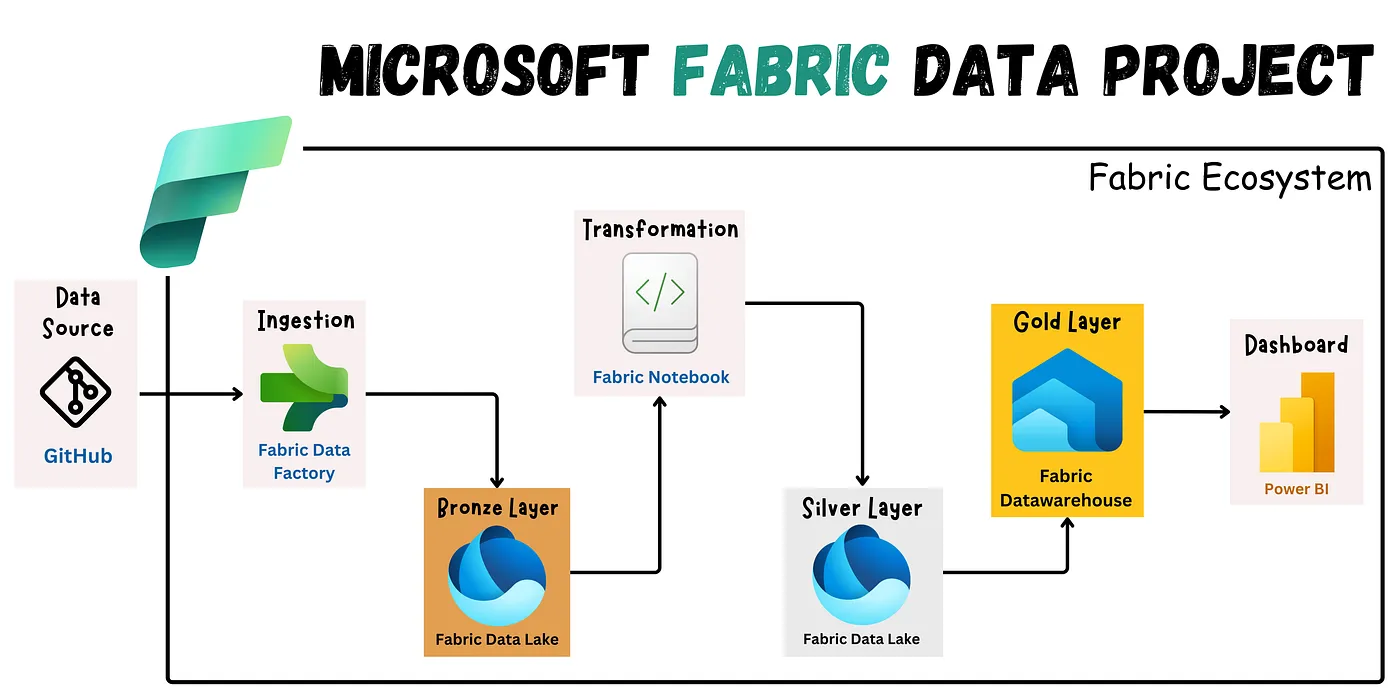 MICROSOFT FABRIC DATA PROJECT
Fabric Ecosystem
Data
Source
GitHub
Ingestion
Fabric Data
Factory
Bronze Layer
Fabric Data Lake
Transformation
Fabric Notebook
Silver Layer
Fabric Data Lake
Gold Layer
Fabric
Datawarehouse
Dashboard
Power BI